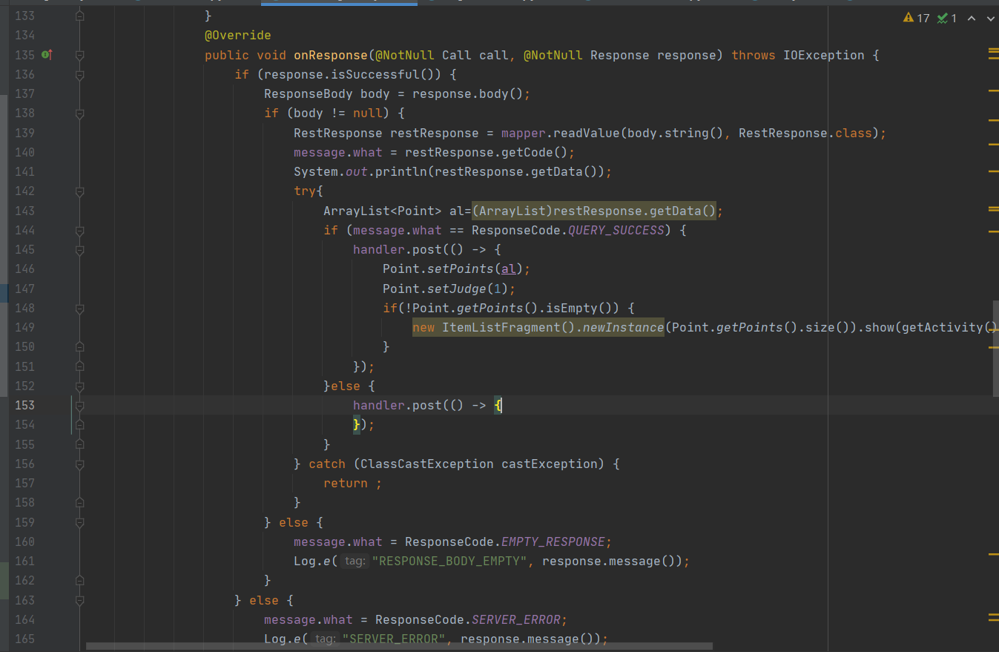 133 }
134 @Override
135 public void onResponse(@NotNull Call call, @NotNull Response response) throws IOException {
136 if (response.isSuccessful()) {
137 ResponseBody body = response.body();
138 if (body != null) {
139 RestResponse restResponse = mapper.readValue(body.string(), RestResponse.class);
140 message.what = restResponse.getCode();
141 System.out.println(restResponse.getData());
142 try{
143 ArrayList<Point> al=(ArrayList)restResponse.getData();
144 if (message.what == ResponseCode.QUERY_SUCCESS) {
145 handler.post(() -> {
146 Point.setPoints(al);
147 Point.setJudge(1);
148 if(!Point.getPoints().isEmpty()) {
149 new ItemListFragment().newInstance(Point.getPoints().size()).show(getActivity()
150 }
151 });
152 }else {
153 handler.post(() -> {
154 });
155 }
156 } catch (ClassCastException castException) {
157 return ;
158 }
159 } else {
160 message.what = ResponseCode.EMPTY_RESPONSE;
161 Log.e( tag: "RESPONSE_BODY_EMPTY", response.message());
162 }
163 } else {
164 message.what = ResponseCode.SERVER_ERROR;
165 Log.e( tag: "SERVER_ERROR", response.message());
17 1